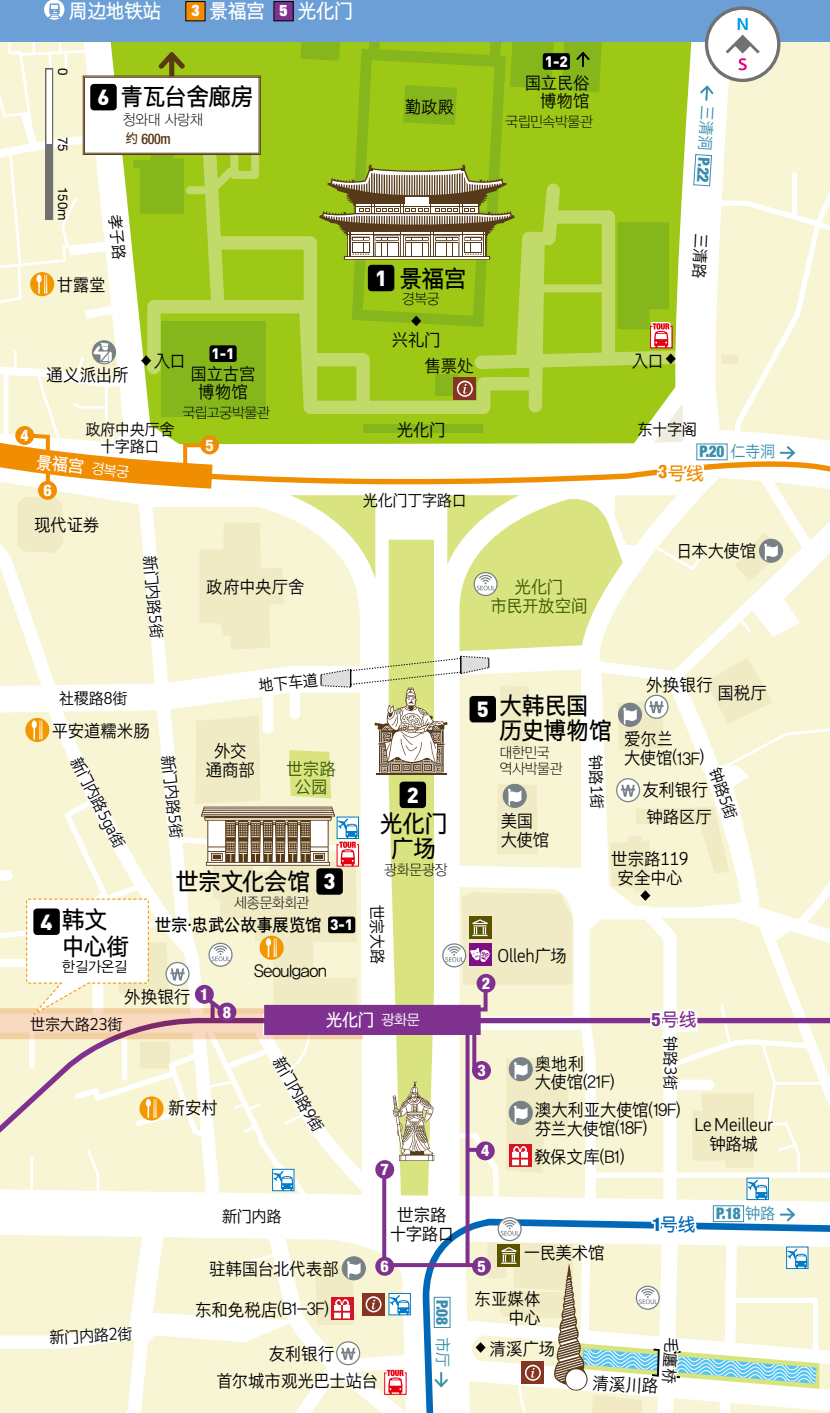 周边地铁站 3 景福宫 5 光化门
N
S
0
75
150m
6 青瓦台舍廊房
청와대 사랑채
约 600m
1-2
国立民俗
博物馆
국립민속박물관
勤政殿
三清洞 P.22
孝子路
三清路
1 景福宫
경복궁
甘露堂
兴礼门
TOUR
通义派出所
入口
1-1
国立古宫
博物馆
국립고궁박물관
售票处
入口
政府中央厅舍
十字路口
光化门
东十字阁
4
5
P.20 仁寺洞
景福宫 경복궁
3号线
6
光化门丁字路口
现代证券
新门内路5街
政府中央厅舍
日本大使馆
SEOUL
光化门
市民开放空间
地下车道
社稷路8街
外换银行
国税厅
5 大韩民国
历史博物馆
대한민국
역사박물관
平安道糯米肠
外交
通商部
爱尔兰
大使馆(13F)
世宗路
公园
新门内路5ga街
新门内路5街
钟路1街
钟路5街
友利银行
钟路区厅
2
光化门
广场
광화문광장
美国
大使馆
TOUR
世宗路119
安全中心
世宗文化会馆 3
세종문화회관
世宗·忠武公故事展览馆 3-1
4 韩文
中心街
한글가온길
世宗大路
SEOUL
Seoulgaon
SEOUL
Olleh广场
外换银行
1
8
2
世宗大路23街
光化门 광화문
5号线
3
奥地利
大使馆(21F)
钟路3街
新门内路9街
新安村
澳大利亚大使馆(19F)
芬兰大使馆(18F)
Le Meilleur
钟路城
4
教保文库(B1)
7
新门内路
世宗路
十字路口
P.18 钟路
1号线
SEOUL
一民美术馆
驻韩国台北代表部
6
5
东和免税店(B1–3F)
P.08 市厅
东亚媒体
中心
SEOUL
新门内路2街
清溪广场
友利银行
首尔城市观光巴士站台
TOUR
清溪川路